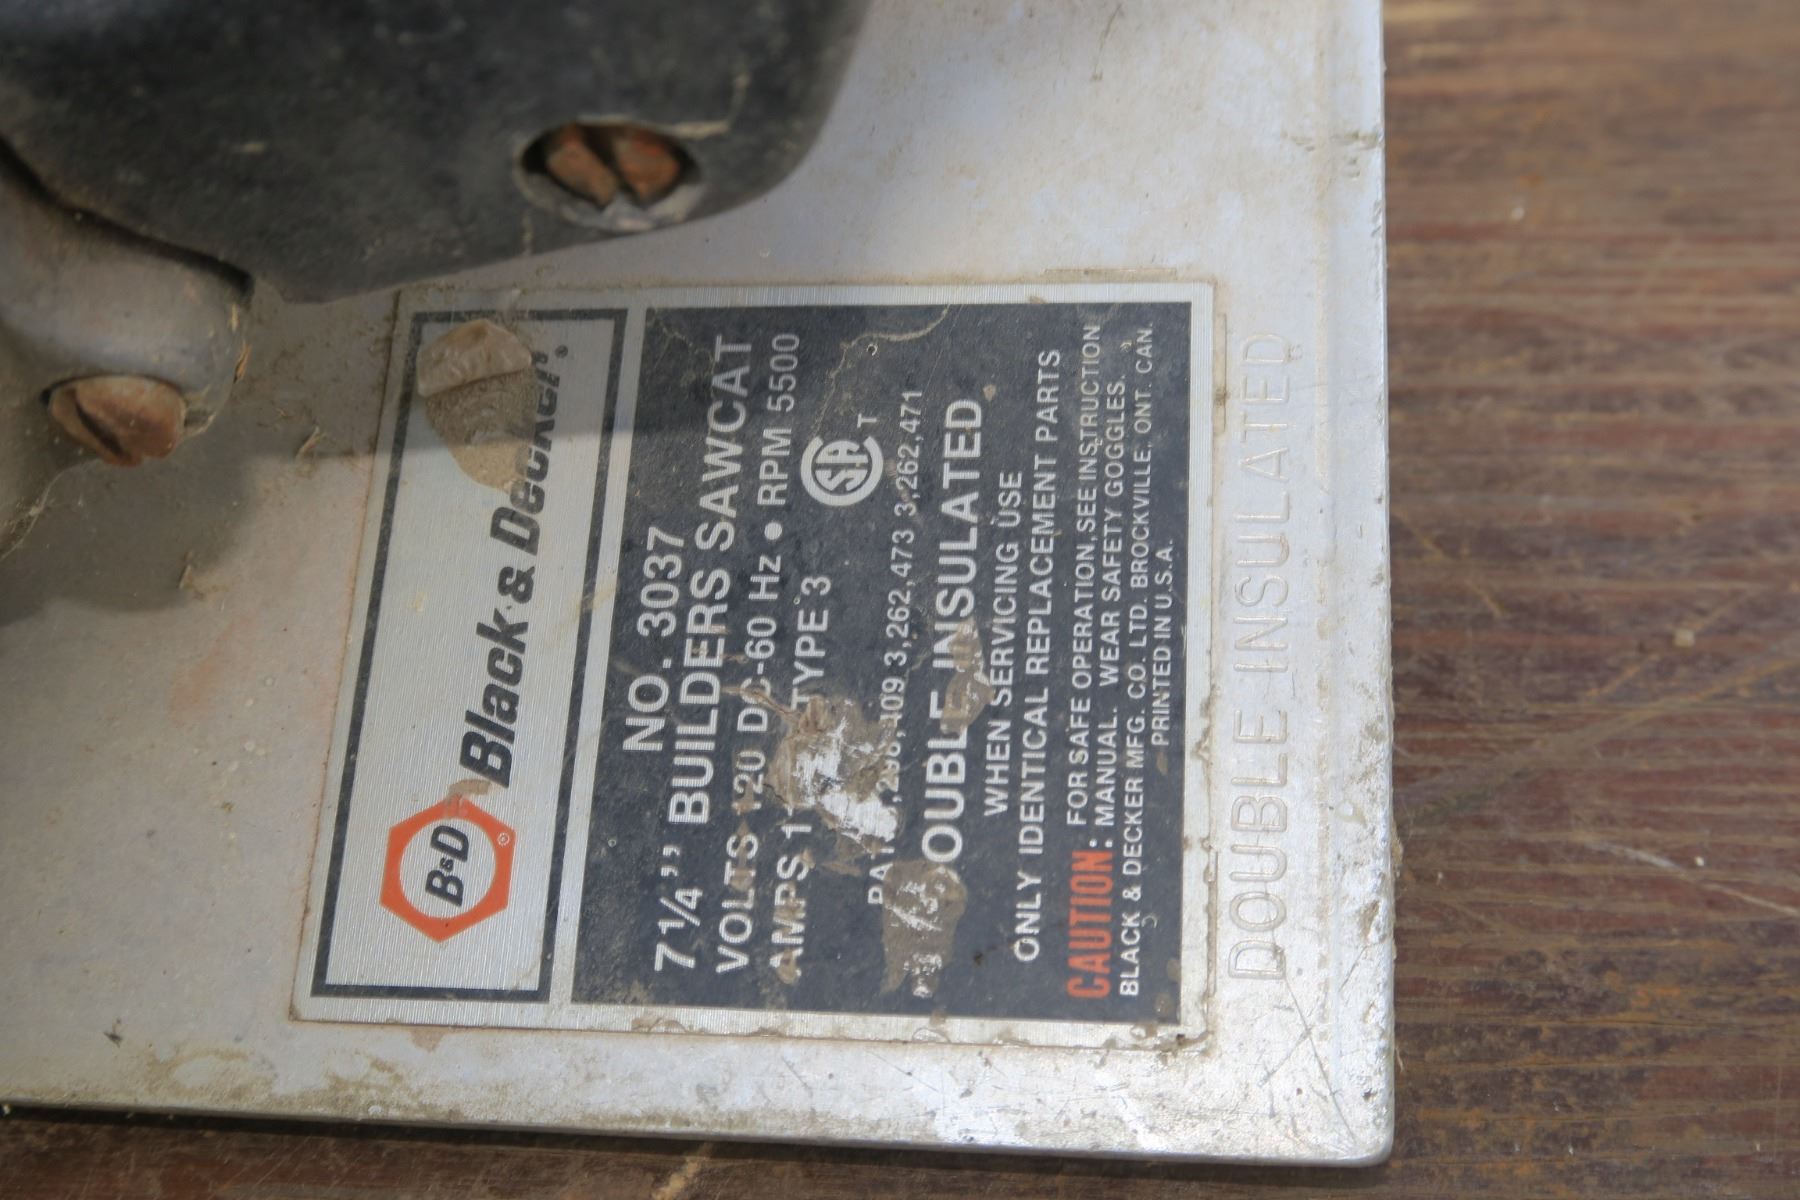 B&D ® Black & Decker®
NO. 3037
7¼” BUILDERS SAWCAT
VOLTS 120 DC-60 Hz • RPM 5500
AMPS TYPE 3 SA T
3,262,473 3,262,471
DOUBLE INSULATED
WHEN SERVICING USE
ONLY IDENTICAL REPLACEMENT PARTS
CAUTION: FOR SAFE OPERATION, SEE INSTRUCTION
MANUAL. WEAR SAFETY GOGGLES.
BLACK & DECKER MFG. CO. LTD. BROCKVILLE. ONT. CAN.
PRINTED IN U.S.A.
DOUBLE INSULATED